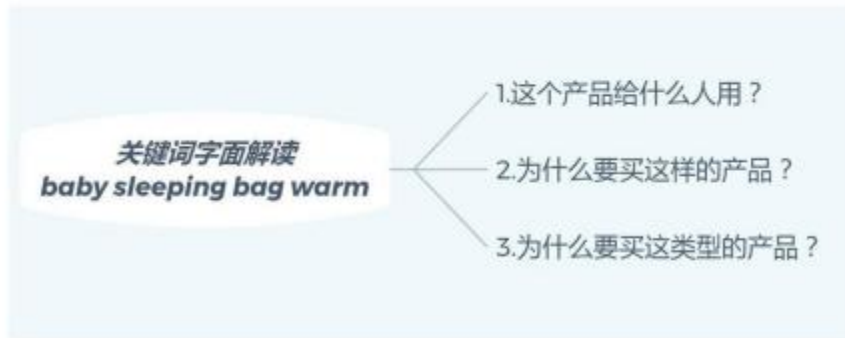 关键词字面解读
baby sleeping bag warm
1.这个产品给什么人用？
2.为什么要买这样的产品？
3.为什么要买这类型的产品？